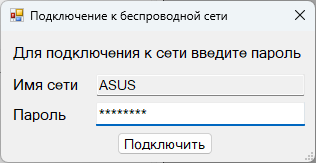 Подключение к беспроводной сети
Для подключения к сети введите пароль
Имя сети ASUS
Пароль ********
Подключить